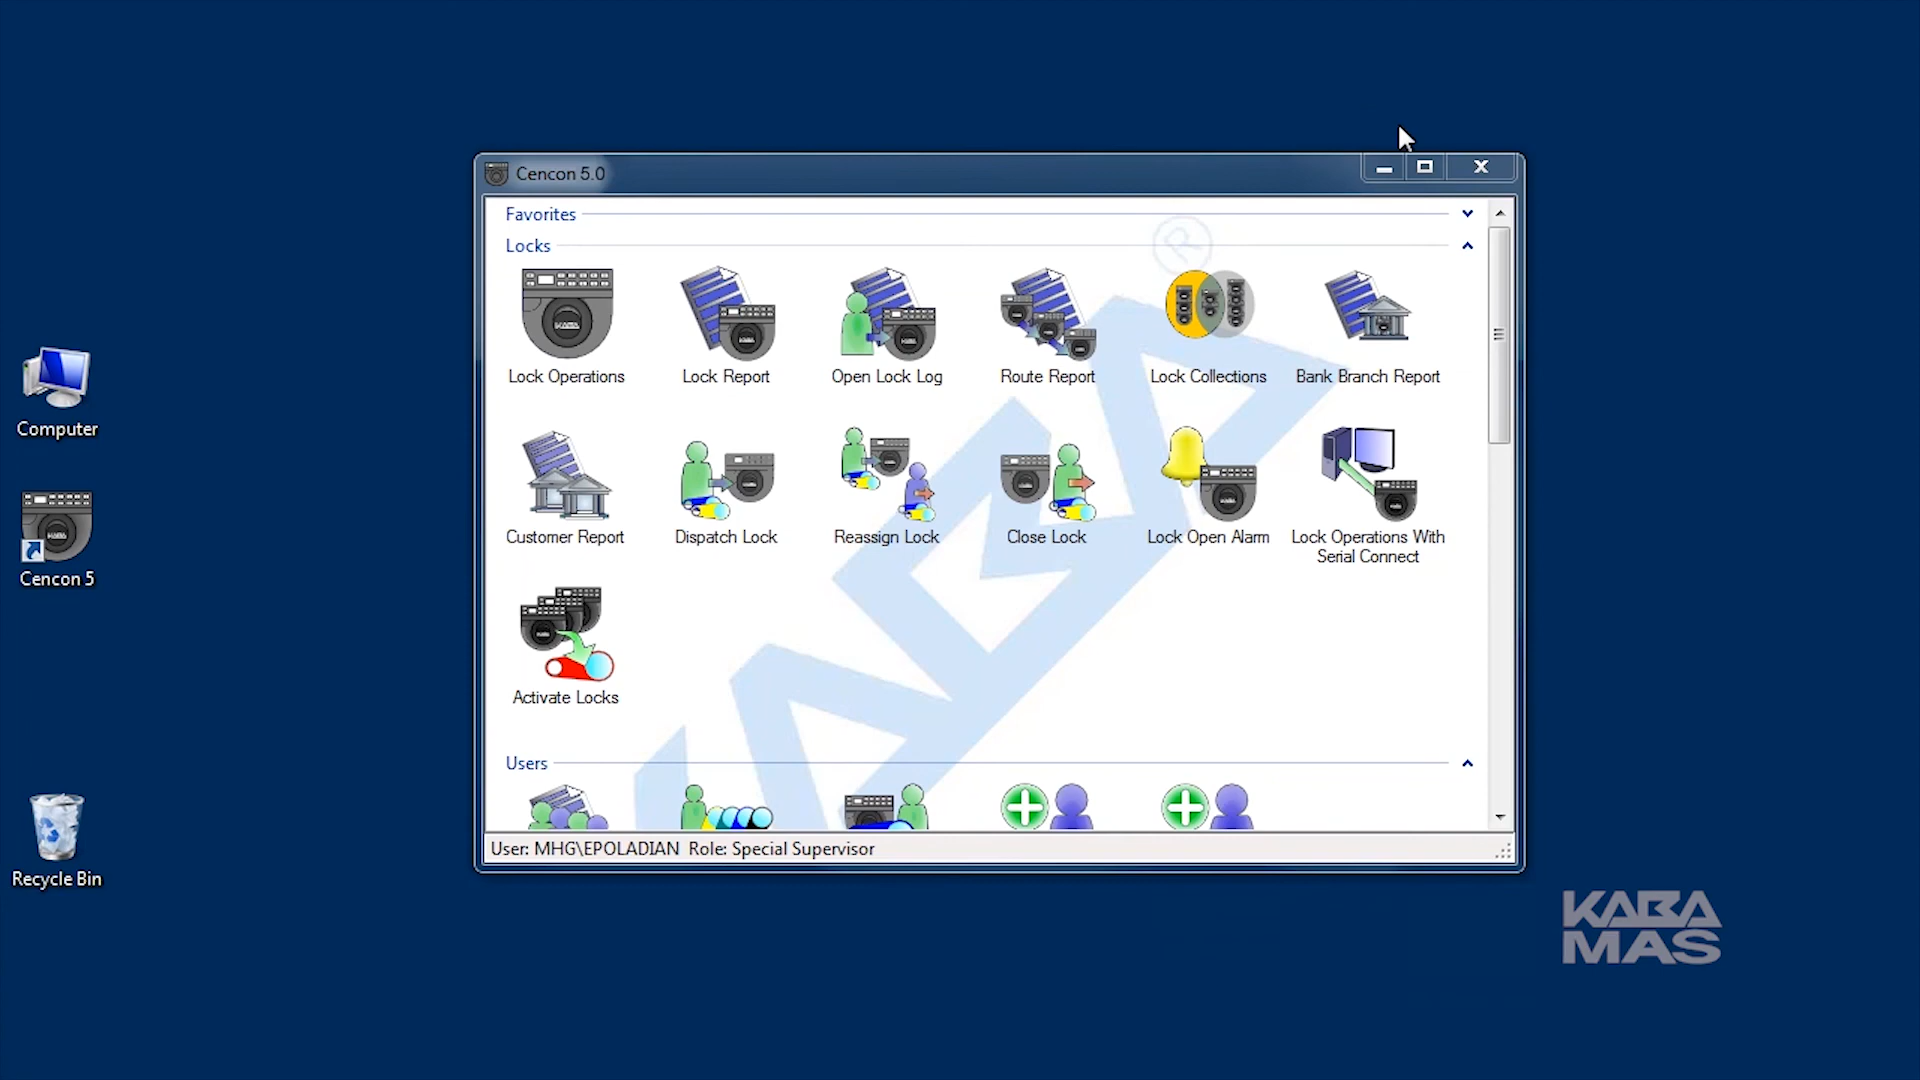 Cencon 5.0
Favorites
Locks
Lock Operations
Lock Report
Open Lock Log
Route Report
Lock Collections
Bank Branch Report
Customer Report
Dispatch Lock
Reassign Lock
Close Lock
Lock Open Alarm
Lock Operations With
Serial Connect
Activate Locks
Users
User: MHG\EPOLADIAN Role: Special Supervisor
Computer
Cencon 5
Recycle Bin
KABA
MAS
KABA
®